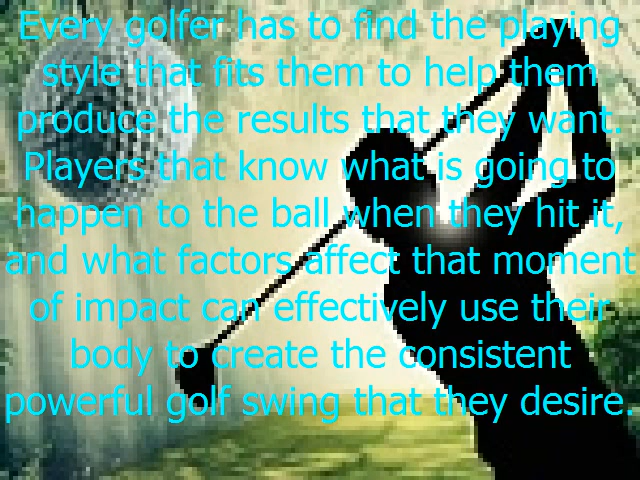 Every golfer has to find the playing
style that fits them to help them
produce the results that they want.
Players that know what is going to
happen to the ball when they hit it,
and what factors affect that moment
of impact can effectively use their
body to create the consistent
powerful golf swing that they desire.